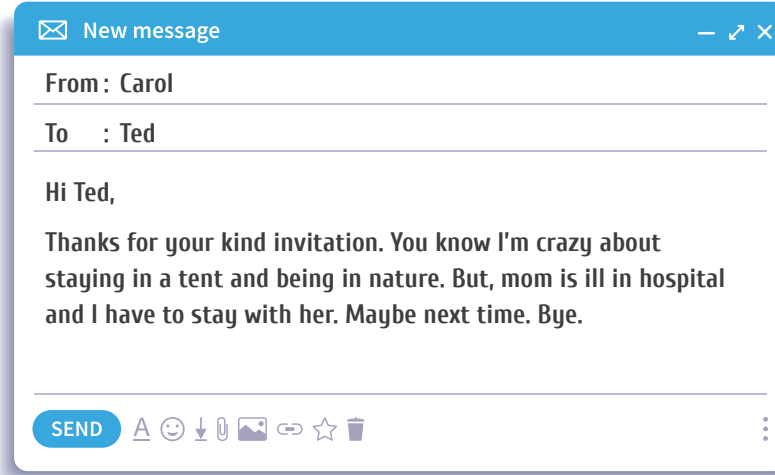 New message
From : Carol
To : Ted
Hi Ted,
Thanks for your kind invitation. You know I'm crazy about
staying in a tent and being in nature. But, mom is ill in hospital
and I have to stay with her. Maybe next time. Bye.
SEND A